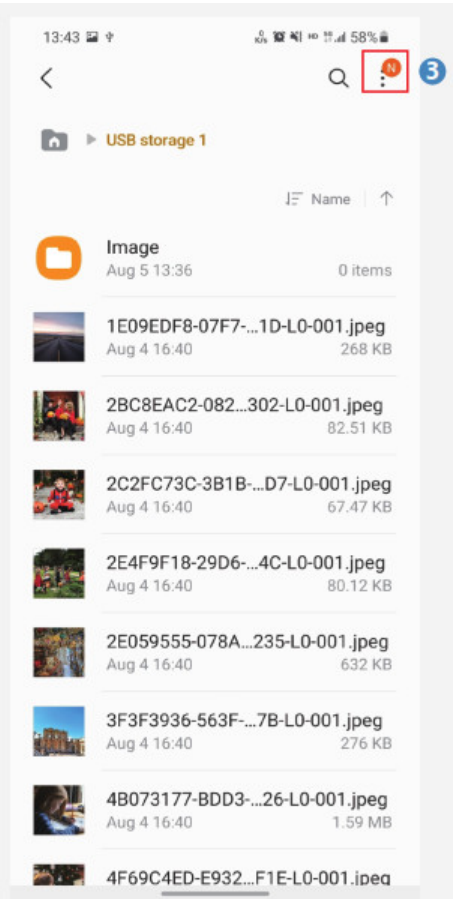 13:43 58%
N
3
USB storage 1
Name
Image
Aug 5 13:36 0 items
1E09EDF8-07F7-...1D-L0-001.jpeg
Aug 4 16:40 268 KB
2BC8EAC2-082...302-L0-001.jpeg
Aug 4 16:40 82.51 KB
2C2FC73C-3B1B-...D7-L0-001.jpeg
Aug 4 16:40 67.47 KB
2E4F9F18-29D6-...4C-L0-001.jpeg
Aug 4 16:40 80.12 KB
2E059555-078A...235-L0-001.jpeg
Aug 4 16:40 632 KB
3F3F3936-563F-...7B-L0-001.jpeg
Aug 4 16:40 276 KB
4B073177-BDD3-...26-L0-001.jpeg
Aug 4 16:40 1.59 MB
4F69C4ED-E932...F1E-L0-001.jpeg